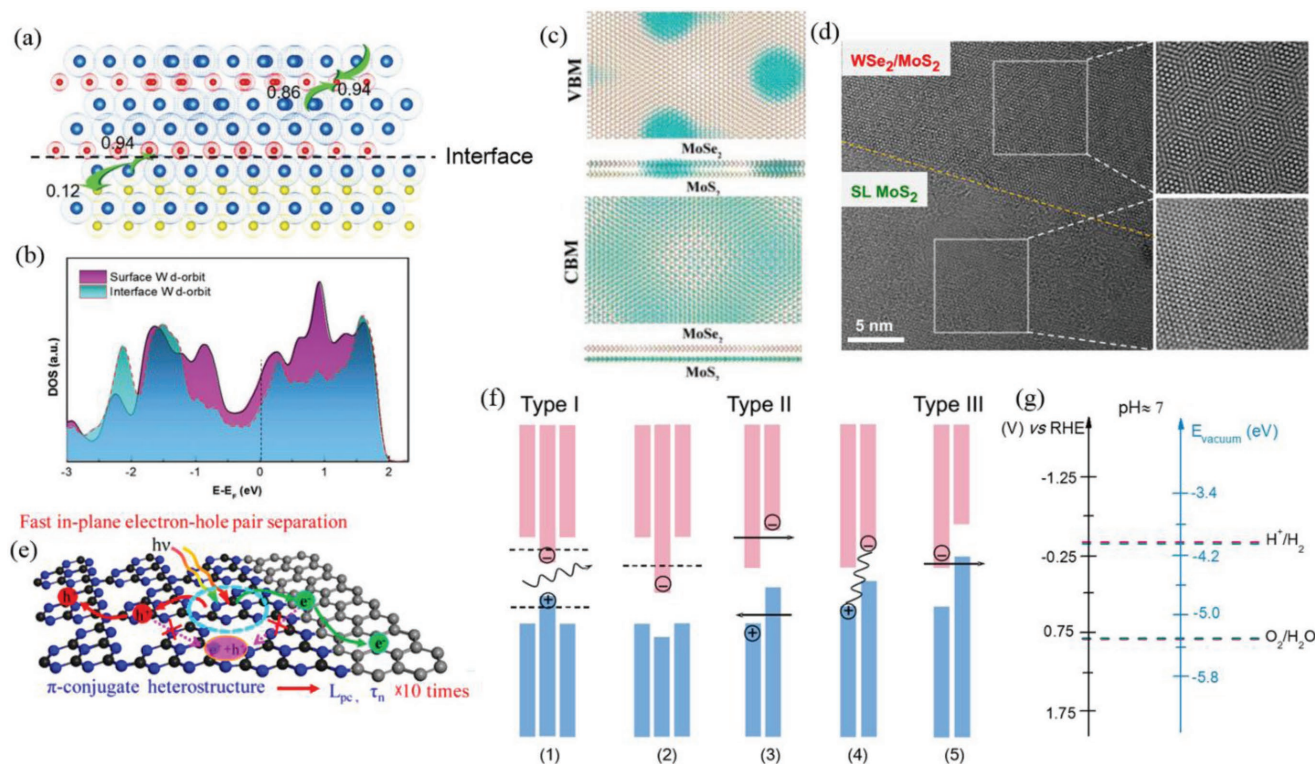 (a)
0.86
0.94
0.94
0.12
Interface
(b)
Surface W d-orbit
Interface W d-orbit
DOS (a.u.)
-3
-2
-1
0
1
2
E-E_F (eV)
(c)
VBM
MoSe₂
MoS₂
CBM
MoSe₂
MoS₂
(d)
WSe₂/MoS₂
SL MoS₂
5 nm
Fast in-plane electron-hole pair separation
(e)
hν
h⁺
e⁻
e⁻
π-conjugate heterostructure → L_pc, τ_n ×10 times
(f)
Type I
Type II
Type III
(1)
(2)
(3)
(4)
(5)
(g)
pH≈ 7
(V) vs RHE
E_vacuum (eV)
-1.25
-0.25
0.75
1.75
-3.4
-4.2
-5.0
-5.8
H⁺/H₂
O₂/H₂O